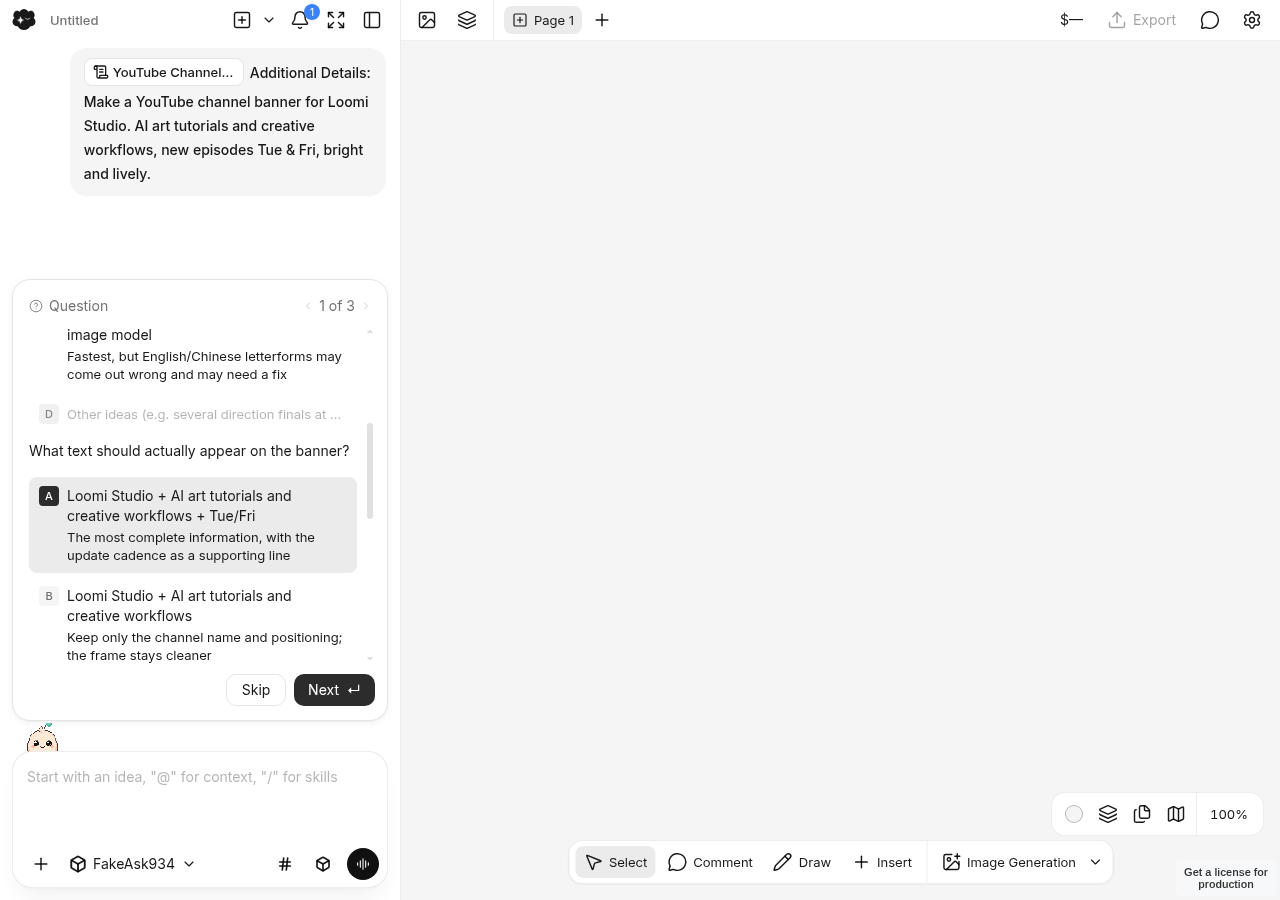 Untitled
1
Page 1
$—
Export
YouTube Channel... Additional Details:
Make a YouTube channel banner for Loomi
Studio. AI art tutorials and creative
workflows, new episodes Tue & Fri, bright
and lively.
Question
1 of 3
image model
Fastest, but English/Chinese letterforms may
come out wrong and may need a fix
D
Other ideas (e.g. several direction finals at ...
What text should actually appear on the banner?
A
Loomi Studio + AI art tutorials and
creative workflows + Tue/Fri
The most complete information, with the
update cadence as a supporting line
B
Loomi Studio + AI art tutorials and
creative workflows
Keep only the channel name and positioning;
the frame stays cleaner
Skip
Next
Start with an idea, "@" for context, "/" for skills
FakeAsk934
100%
Select
Comment
Draw
Insert
Image Generation
Get a license for
production